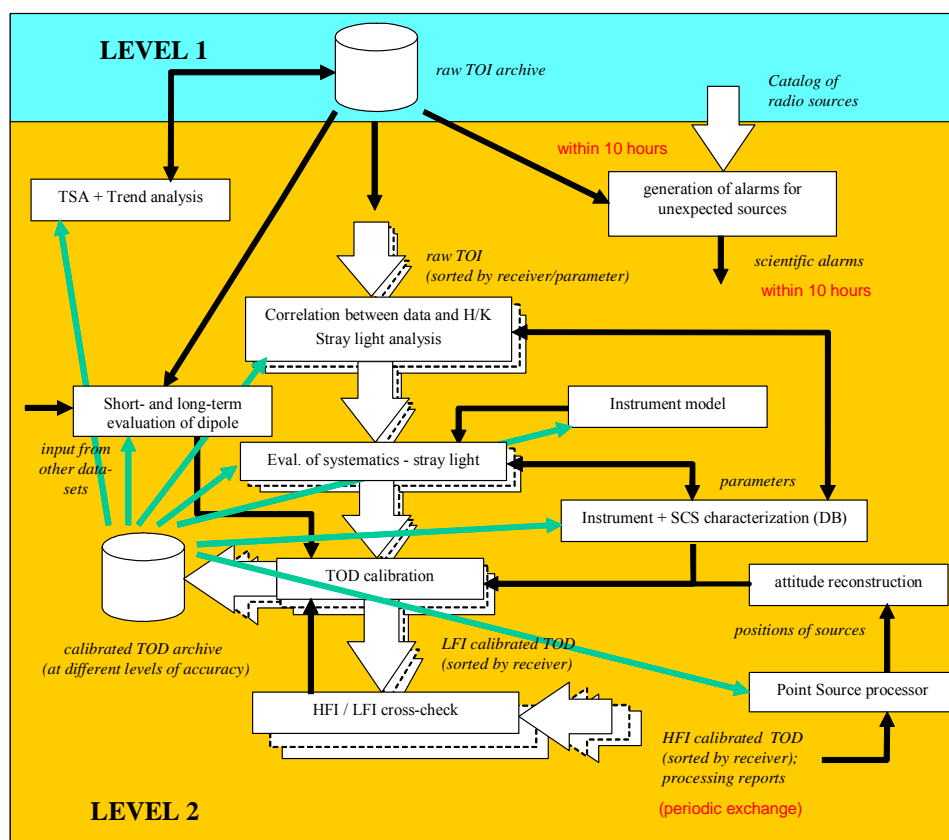 LEVEL 1
raw TOI archive
Catalog of
radio sources
within 10 hours
TSA + Trend analysis
generation of alarms for
unexpected sources
raw TOI
(sorted by receiver/parameter)
scientific alarms
within 10 hours
Correlation between data and H/K
Stray light analysis
Short- and long-term
evaluation of dipole
Instrument model
input from
other data-
sets
Eval. of systematics - stray light
parameters
Instrument + SCS characterization (DB)
TOD calibration
attitude reconstruction
positions of sources
calibrated TOD archive
(at different levels of accuracy)
LFI calibrated TOD
(sorted by receiver)
Point Source processor
HFI / LFI cross-check
HFI calibrated TOD
(sorted by receiver);
processing reports
(periodic exchange)
LEVEL 2